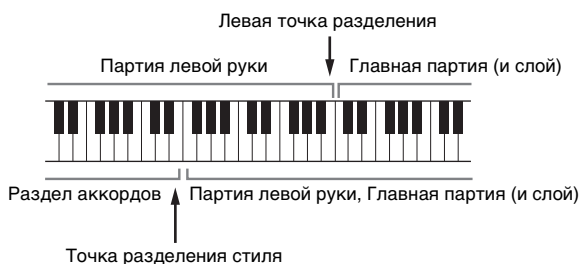 Левая точка разделения
Партия левой руки Главная партия (и слой)
Раздел аккордов Партия левой руки, Главная партия (и слой)
Точка разделения стиля